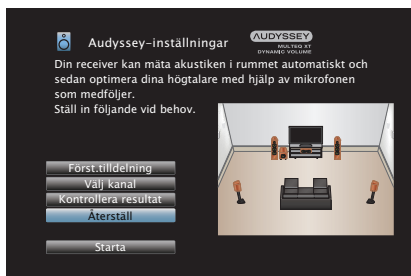 Audyssey-inställningar
AUDYSSEY
MULTEQ XT
DYNAMIC VOLUME
Din receiver kan mäta akustiken i rummet automatiskt och
sedan optimera dina högtalare med hjälp av mikrofonen
som medföljer.
Ställ in följande vid behov.
Först.tilldelning
Välj kanal
Kontrollera resultat
Återställ
Starta